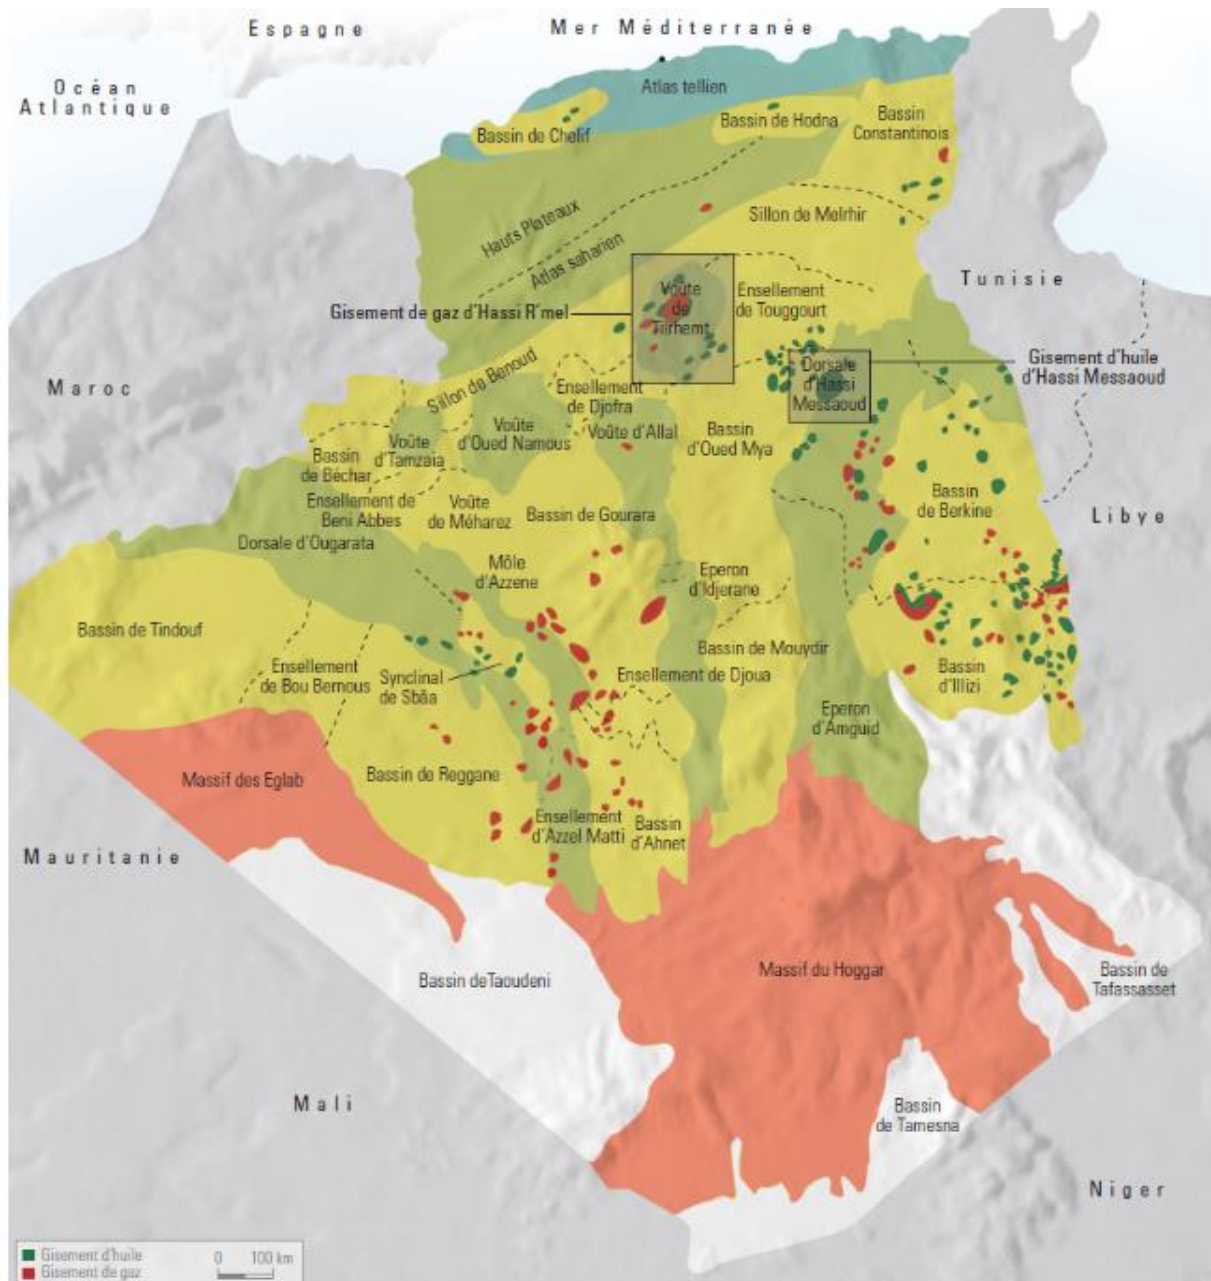 Espagne
Mer Méditerranée
Océan
Atlantique
Atlas tellien
Bassin de Chelif
Bassin de Hodna
Bassin
Constantinois
Hauts Plateaux
Atlas saharien
Sillon de Melrhir
Tunisie
Gisement de gaz d'Hassi R'mel
Voûte
de
Tilrhemt
Ensellement
de Touggourt
Gisement d'huile
d'Hassi Messaoud
Dorsale
d'Hassi
Messaoud
Maroc
Sillon de Benoud
Ensellement
de Djofra
Voûte
d'Oued Namous
Voûte d'Allal
Bassin
d'Oued Mya
Voûte
d'Tamzaia
Bassin
de Béchar
Ensellement de
Beni Abbes
Voûte
de Méharez
Bassin de Gourara
Bassin
de Berkine
Libye
Dorsale d'Ougarata
Môle
d'Azzene
Eperon
d'Idjerane
Bassin de Tindouf
Ensellement
de Bou Bernous
Synclinal
de Sbâa
Bassin de Mouydir
Ensellement de Djoua
Bassin
d'Illizi
Eperon
d'Amguid
Massif des Eglab
Bassin de Reggane
Ensellement
d'Azzel Matti
Bassin
d'Ahnet
Mauritanie
Bassin de Taoudeni
Massif du Hoggar
Bassin de
Tafassasset
Mali
Bassin
de Tamesna
Niger
Gisement d'huile
Gisement de gaz
0 100 km